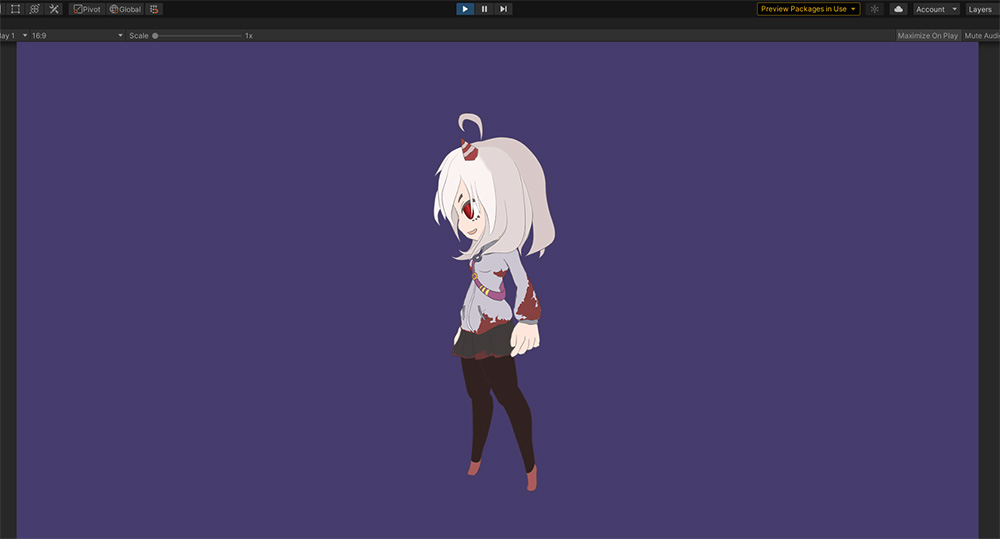 Pivot Global Preview Packages in Use Account Layers
lay 1 16:9 Scale 1x Maximize On Play Mute Audi